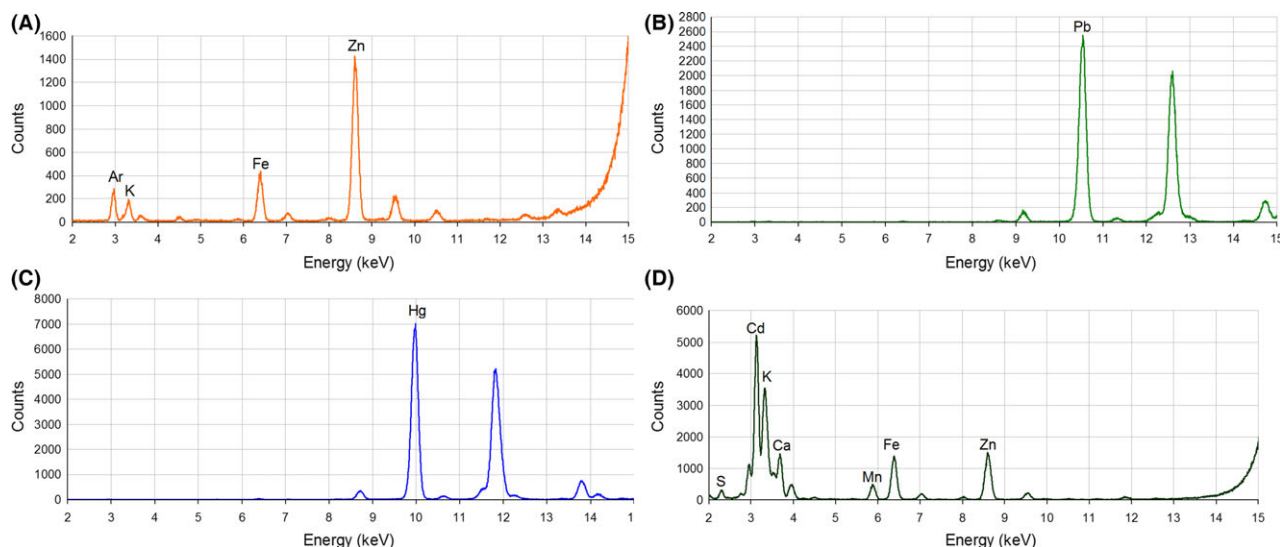 (A)
1600
1400
1200
1000
800
600
400
200
0
Counts
Ar
K
Fe
Zn
2 3 4 5 6 7 8 9 10 11 12 13 14 15
Energy (keV)
(B)
2800
2600
2400
2200
2000
1800
1600
1400
1200
1000
800
600
400
200
0
Counts
Pb
2 3 4 5 6 7 8 9 10 11 12 13 14 15
Energy (keV)
(C)
8000
7000
6000
5000
4000
3000
2000
1000
0
Counts
Hg
2 3 4 5 6 7 8 9 10 11 12 13 14 1
Energy (keV)
(D)
6000
5000
4000
3000
2000
1000
0
Counts
S
Cd
K
Ca
Mn
Fe
Zn
2 3 4 5 6 7 8 9 10 11 12 13 14 15
Energy (keV)